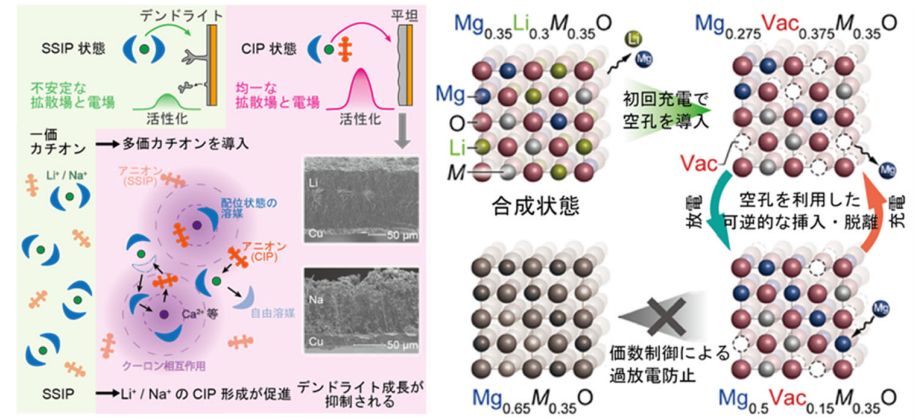 デンドライト
SSIP 状態
不安定な
拡散場と電場
活性化
平坦
CIP 状態
均一な
拡散場と電場
活性化
一価
カチオン
多価カチオンを導入
Li⁺ / Na⁺
アニオン
(SSIP)
配位状態の
溶媒
アニオン
(CIP)
Ca²⁺ 等
自由溶媒
クーロン相互作用
Li
Cu
50 μm
Na
Cu
50 μm
SSIP
Li⁺ / Na⁺ の CIP 形成が促進
デンドライト成長が
抑制される
Mg0.35Li0.3M0.35O
Li
Mg
Mg
O
Li
M
合成状態
初回充電で
空孔を導入
Mg0.275Vac0.375M0.35O
Vac
Mg
放電
空孔を利用した
可逆的な挿入・脱離
充電
Mg
価数制御による
過放電防止
Mg0.65M0.35O
Mg0.5Vac0.15M0.35O